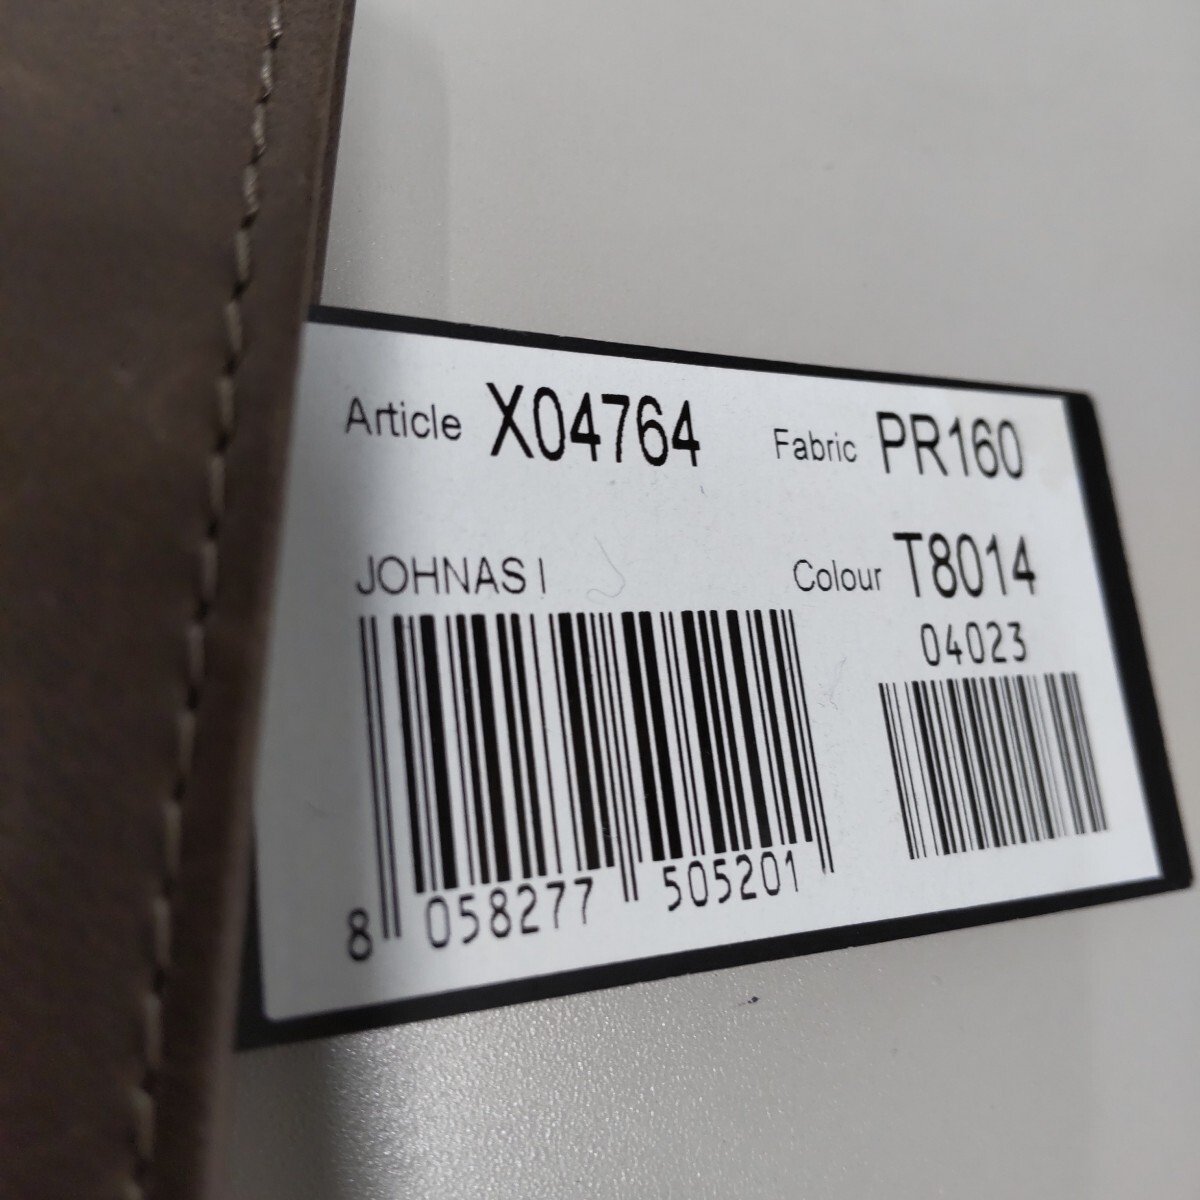 Article X04764 Fabric PR160
JOHNAS I Colour T8014
04023
8 058277 505201